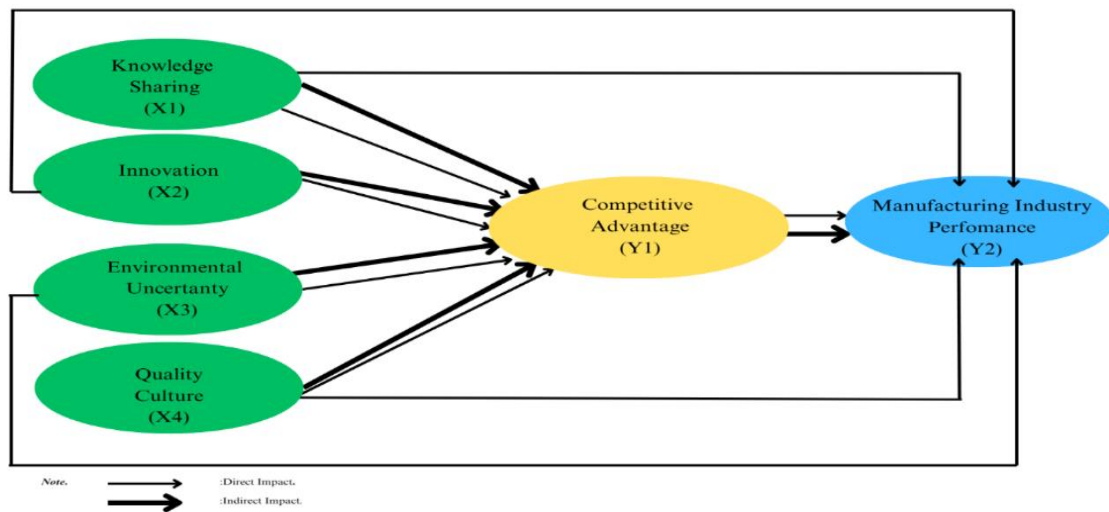 Knowledge
Sharing
(X1)
Innovation
(X2)
Environmental
Uncertanty
(X3)
Quality
Culture
(X4)
Competitive
Advantage
(Y1)
Manufacturing Industry
Perfomance
(Y2)
Note.
:Direct Impact.
:Indirect Impact.